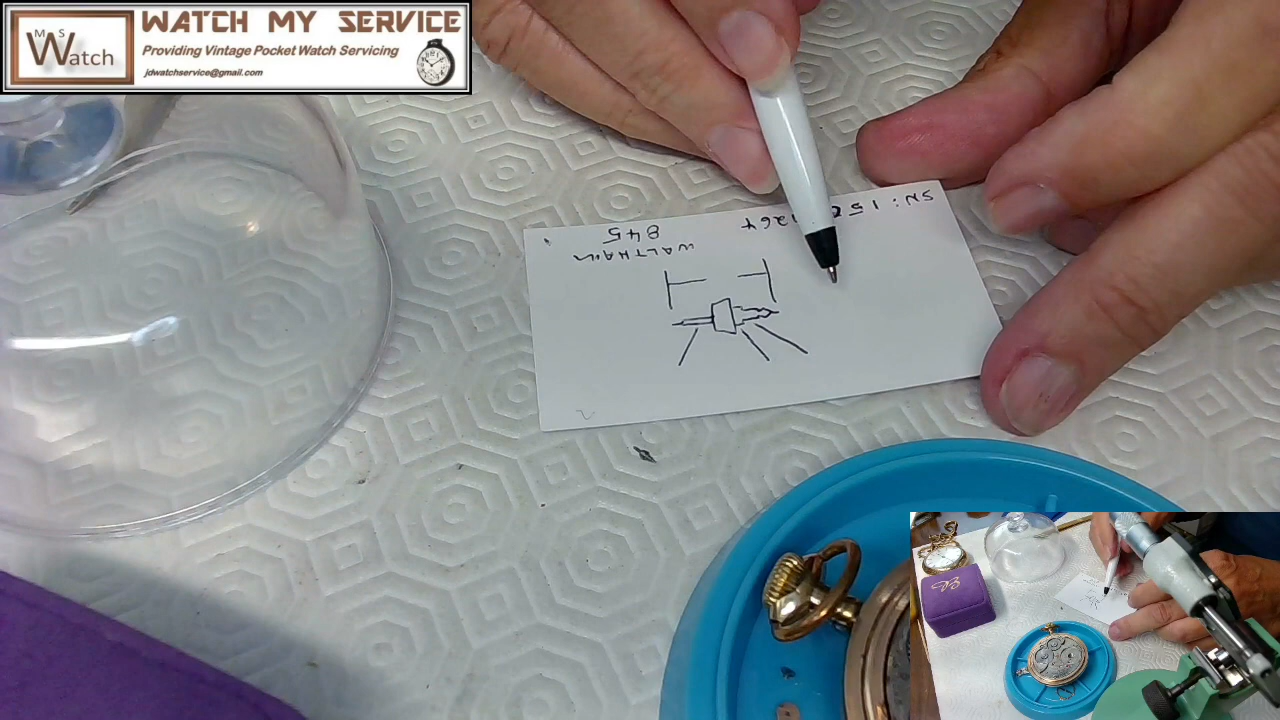 M S
Watch
WATCH MY SERVICE
Providing Vintage Pocket Watch Servicing
jdwatchservice@gmail.com
WALTHAM
845